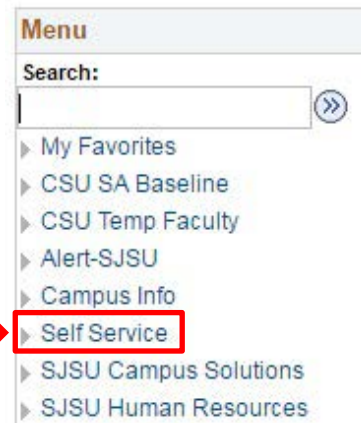 Menu
Search:
My Favorites
CSU SA Baseline
CSU Temp Faculty
Alert-SJSU
Campus Info
Self Service
SJSU Campus Solutions
SJSU Human Resources